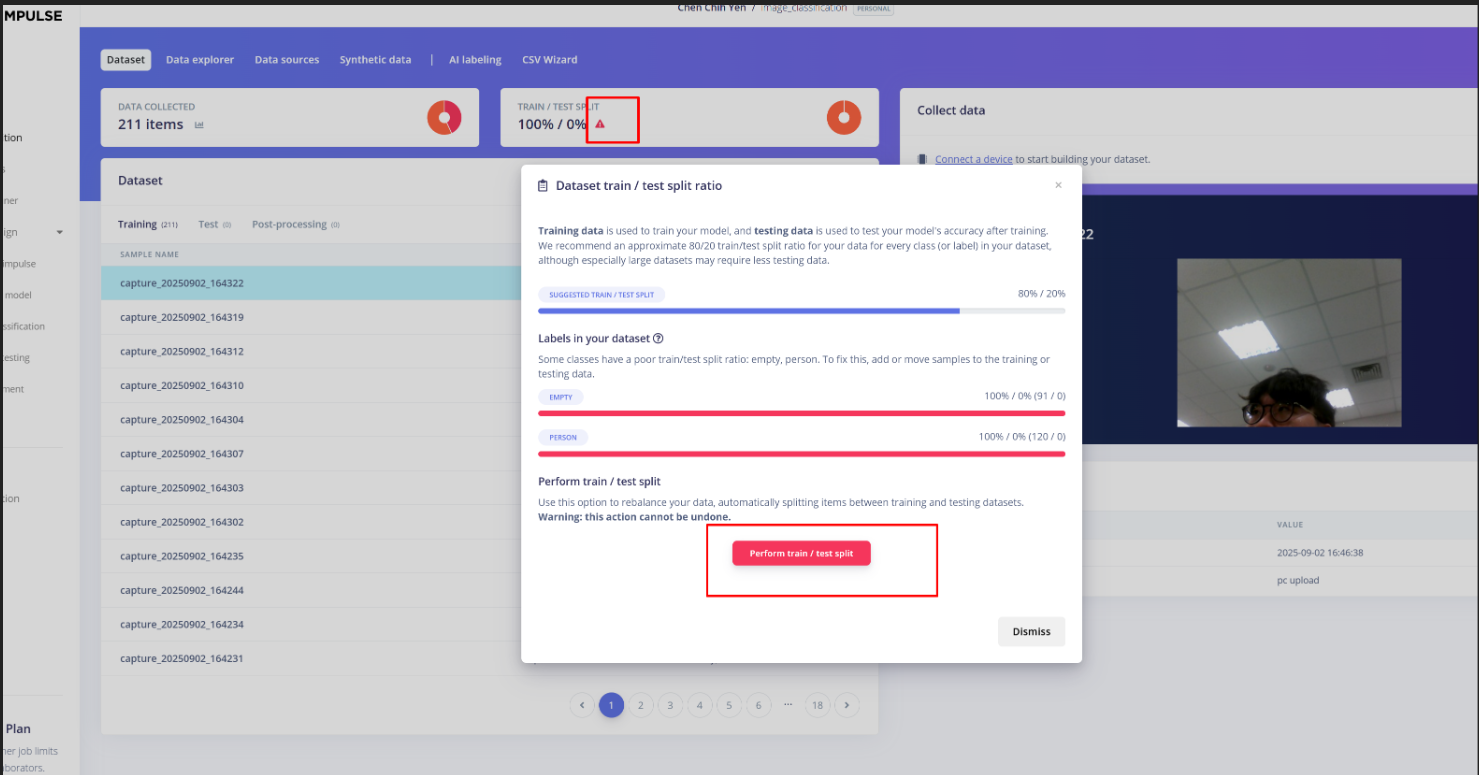 MPULSE
Chen Chih Yen / image_classification PERSONAL
Dataset Data explorer Data sources Synthetic data | AI labeling CSV Wizard
DATA COLLECTED
211 items
TRAIN / TEST SPLIT
100% / 0%
Collect data
Connect a device to start building your dataset.
tion
s
ner
ign
impulse
model
ssification
esting
ment
tion
Plan
ner job limits
borators.
Dataset
Training (211) Test (0) Post-processing (0)
SAMPLE NAME
capture_20250902_164322
capture_20250902_164319
capture_20250902_164312
capture_20250902_164310
capture_20250902_164304
capture_20250902_164307
capture_20250902_164303
capture_20250902_164302
capture_20250902_164235
capture_20250902_164244
capture_20250902_164234
capture_20250902_164231
1 2 3 4 5 6 ... 18
Dataset train / test split ratio
Training data is used to train your model, and testing data is used to test your model's accuracy after training.
We recommend an approximate 80/20 train/test split ratio for your data for every class (or label) in your dataset,
although especially large datasets may require less testing data.
SUGGESTED TRAIN / TEST SPLIT 80% / 20%
Labels in your dataset
Some classes have a poor train/test split ratio: empty, person. To fix this, add or move samples to the training or
testing data.
EMPTY 100% / 0% (91 / 0)
PERSON 100% / 0% (120 / 0)
Perform train / test split
Use this option to rebalance your data, automatically splitting items between training and testing datasets.
Warning: this action cannot be undone.
Perform train / test split
Dismiss
22
VALUE
2025-09-02 16:46:38
pc upload